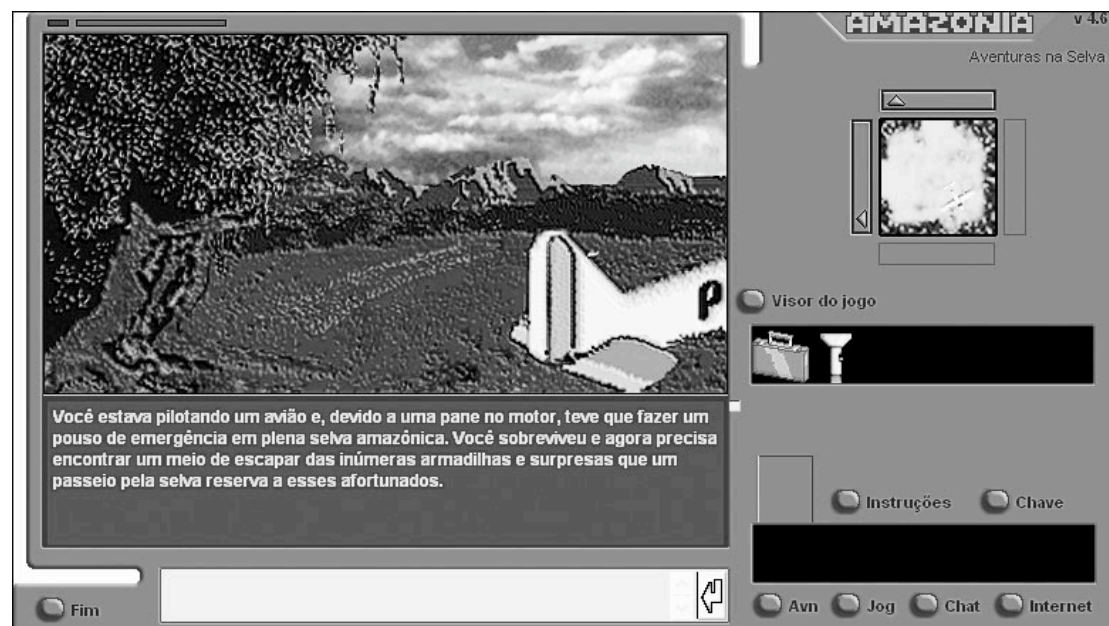 AMAZONIA
v 4.6
Aventuras na Selva
Visor do jogo
P
Você estava pilotando um avião e, devido a uma pane no motor, teve que fazer um
pouso de emergência em plena selva amazônica. Você sobreviveu e agora precisa
encontrar um meio de escapar das inúmeras armadilhas e surpresas que um
passeio pela selva reserva a esses afortunados.
Instruções
Chave
Fim
Avn
Jog
Chat
Internet